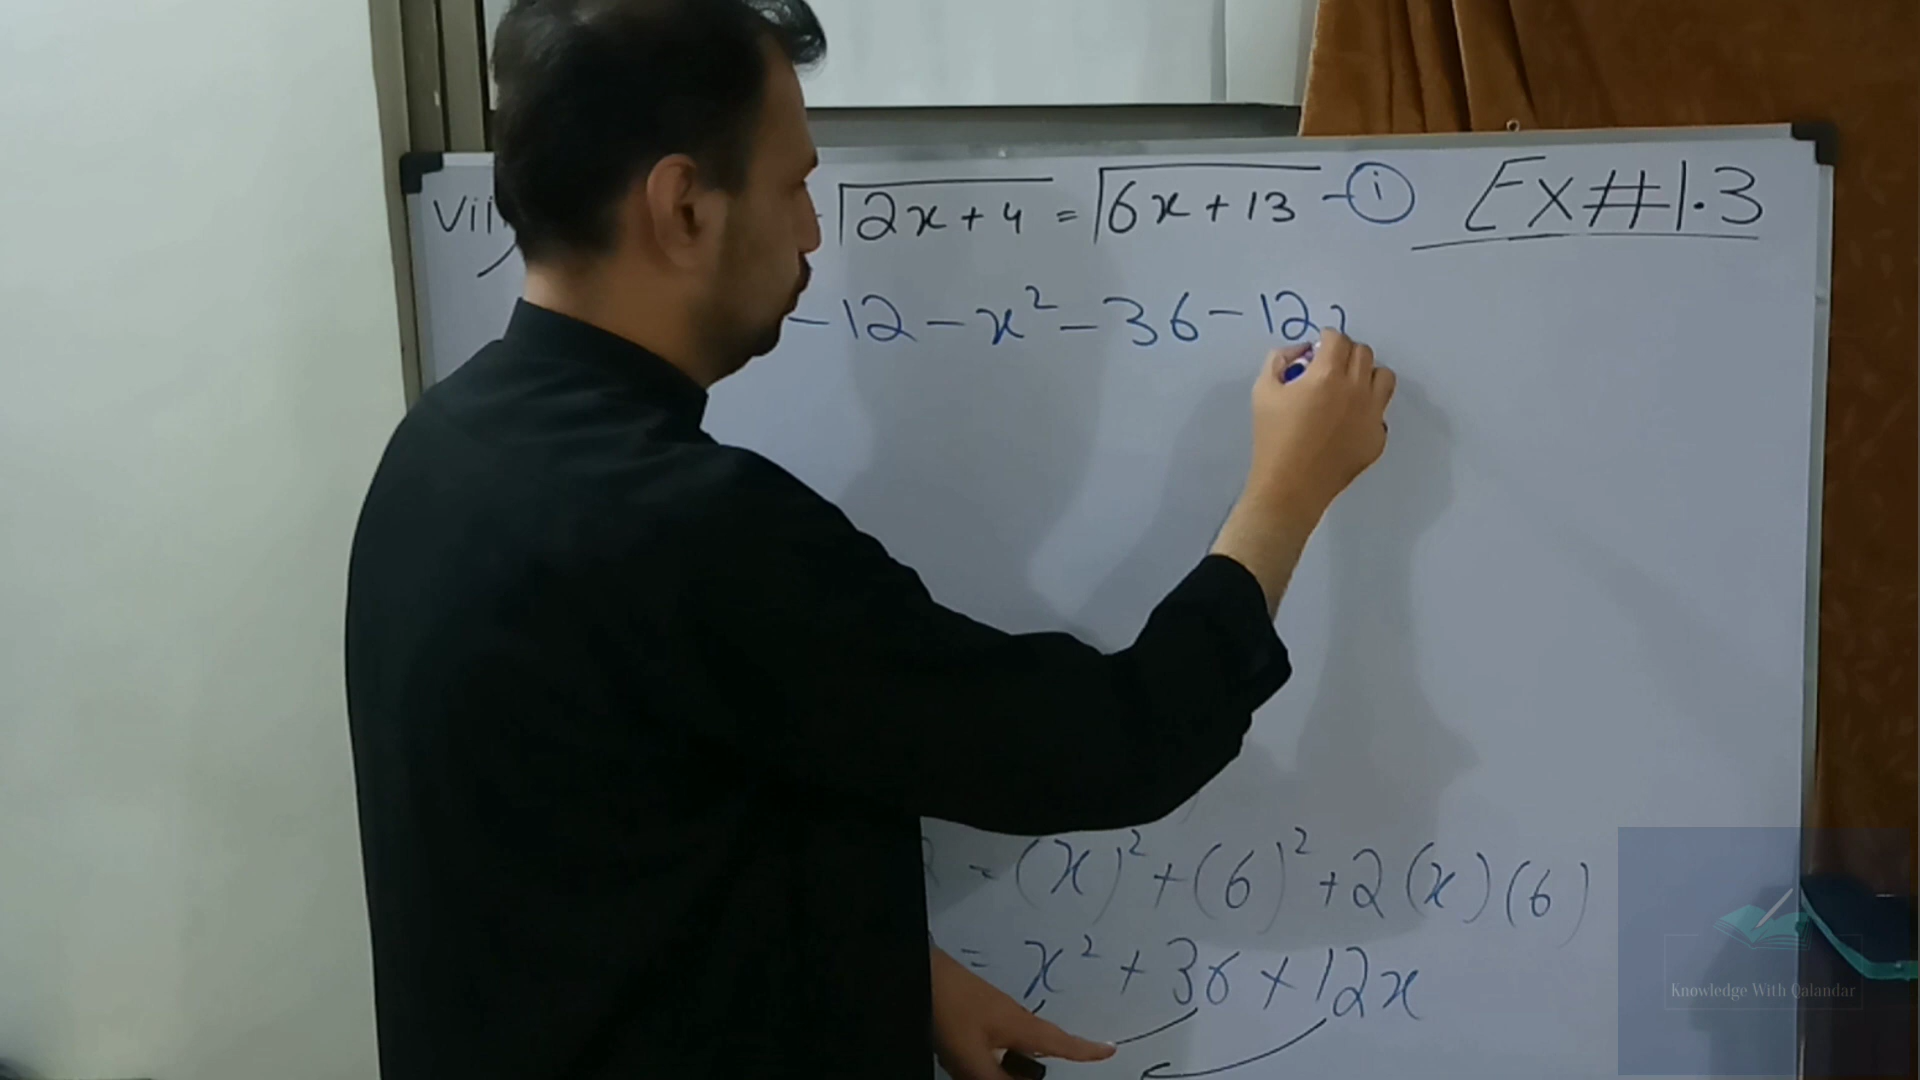 vii √2x + 4 = √6x + 13 - (i) Ex # 1.3
- 12 - x² - 36 - 12x
= (x)² + (6)² + 2(x)(6)
= x² + 36 + 12x
Knowledge With Qalandar